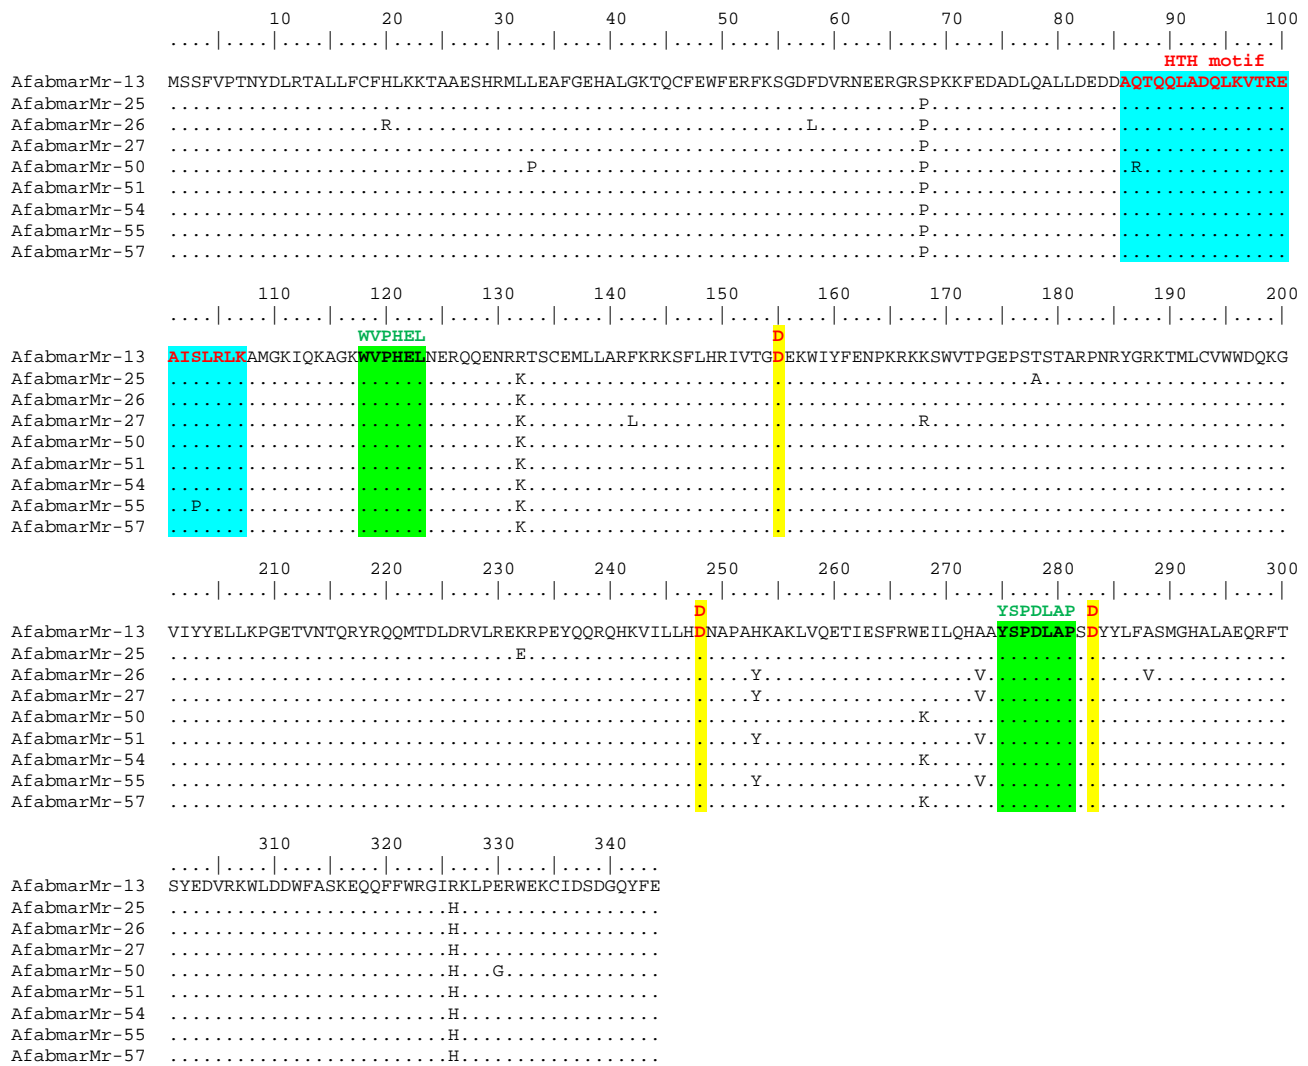 10 20 30 40 50 60 70 80 90 100
....|....|....|....|....|....|....|....|....|....|....|....|....|....|....|....|....|....|....|....|
HTH motif
AfabmarMr-13 MSSFVPTNYDLRTALLFCFHLKKTAAESHRMLLEAFGEHALGKTQCFEWFERFKSGDFDVRNEERGRSPKKFEDADLQALLDEDDAQTQQLADQLKVTRE
AfabmarMr-25 ...................................................................P................................
AfabmarMr-26 ...................R.....................................L.........P................................
AfabmarMr-27 ...................................................................P................................
AfabmarMr-50 ................................P..................................P..................R.............
AfabmarMr-51 ...................................................................P................................
AfabmarMr-54 ...................................................................P................................
AfabmarMr-55 ...................................................................P................................
AfabmarMr-57 ...................................................................P................................
110 120 130 140 150 160 170 180 190 200
....|....|....|....|....|....|....|....|....|....|....|....|....|....|....|....|....|....|....|....|
WVPHEL D
AfabmarMr-13 AISLRLKAMGKIQKAGKWVPHELNERQQENRRTSCEMLLARFKRKSFLHRIVTGDEKWIYFENPKRKKSWVTPGEPSTSTARPNRYGRKTMLCVWWDQKG
AfabmarMr-25 ...............................K.............................................A......................
AfabmarMr-26 ...............................K....................................................................
AfabmarMr-27 ...............................K.........L.........................R................................
AfabmarMr-50 ...............................K....................................................................
AfabmarMr-51 ...............................K....................................................................
AfabmarMr-54 ...............................K....................................................................
AfabmarMr-55 ..P............................K....................................................................
AfabmarMr-57 ...............................K....................................................................
210 220 230 240 250 260 270 280 290 300
....|....|....|....|....|....|....|....|....|....|....|....|....|....|....|....|....|....|....|....|
D YSPDLAP D
AfabmarMr-13 VIYYELLKPGETVNTQRYRQQMTDLDRVLREKRPEYQQRQHKVILLHDNAPAHKAKLVQETIESFRWEILQHAAYSPDLAPSDYYLFASMGHALAEQRFT
AfabmarMr-25 ...............................E....................................................................
AfabmarMr-26 ....................................................Y...................V..............V............
AfabmarMr-27 ....................................................Y...................V...........................
AfabmarMr-50 ...................................................................K................................
AfabmarMr-51 ....................................................Y...................V...........................
AfabmarMr-54 ...................................................................K................................
AfabmarMr-55 ....................................................Y...................V...........................
AfabmarMr-57 ...................................................................K................................
310 320 330 340
....|....|....|....|....|....|....|....|....
AfabmarMr-13 SYEDVRKWLDDWFASKEQQFFWRGIRKLPERWEKCIDSDGQYFE
AfabmarMr-25 .........................H..................
AfabmarMr-26 .........................H..................
AfabmarMr-27 .........................H..................
AfabmarMr-50 .........................H...G..............
AfabmarMr-51 .........................H..................
AfabmarMr-54 .........................H..................
AfabmarMr-55 .........................H..................
AfabmarMr-57 .........................H..................